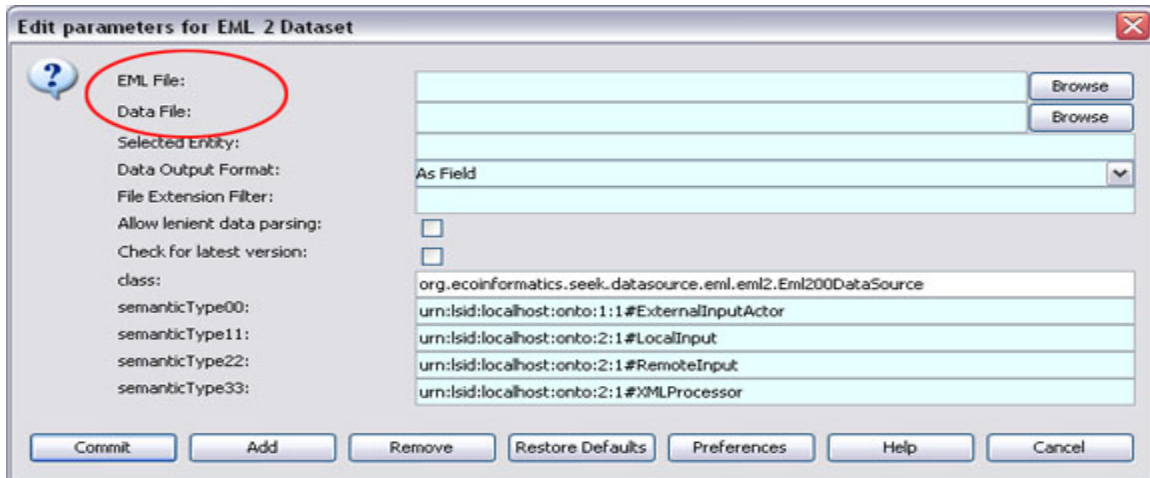 Edit parameters for EML 2 Dataset
EML File: Browse
Data File: Browse
Selected Entity:
Data Output Format: As Field
File Extension Filter:
Allow lenient data parsing:
Check for latest version:
class: org.ecoinformatics.seek.datasource.eml.eml2.Eml200DataSource
semanticType00: urn:lsid:localhost:onto:1:1#ExternalInputActor
semanticType11: urn:lsid:localhost:onto:2:1#LocalInput
semanticType22: urn:lsid:localhost:onto:2:1#RemoteInput
semanticType33: urn:lsid:localhost:onto:2:1#XMLProcessor
Commit Add Remove Restore Defaults Preferences Help Cancel